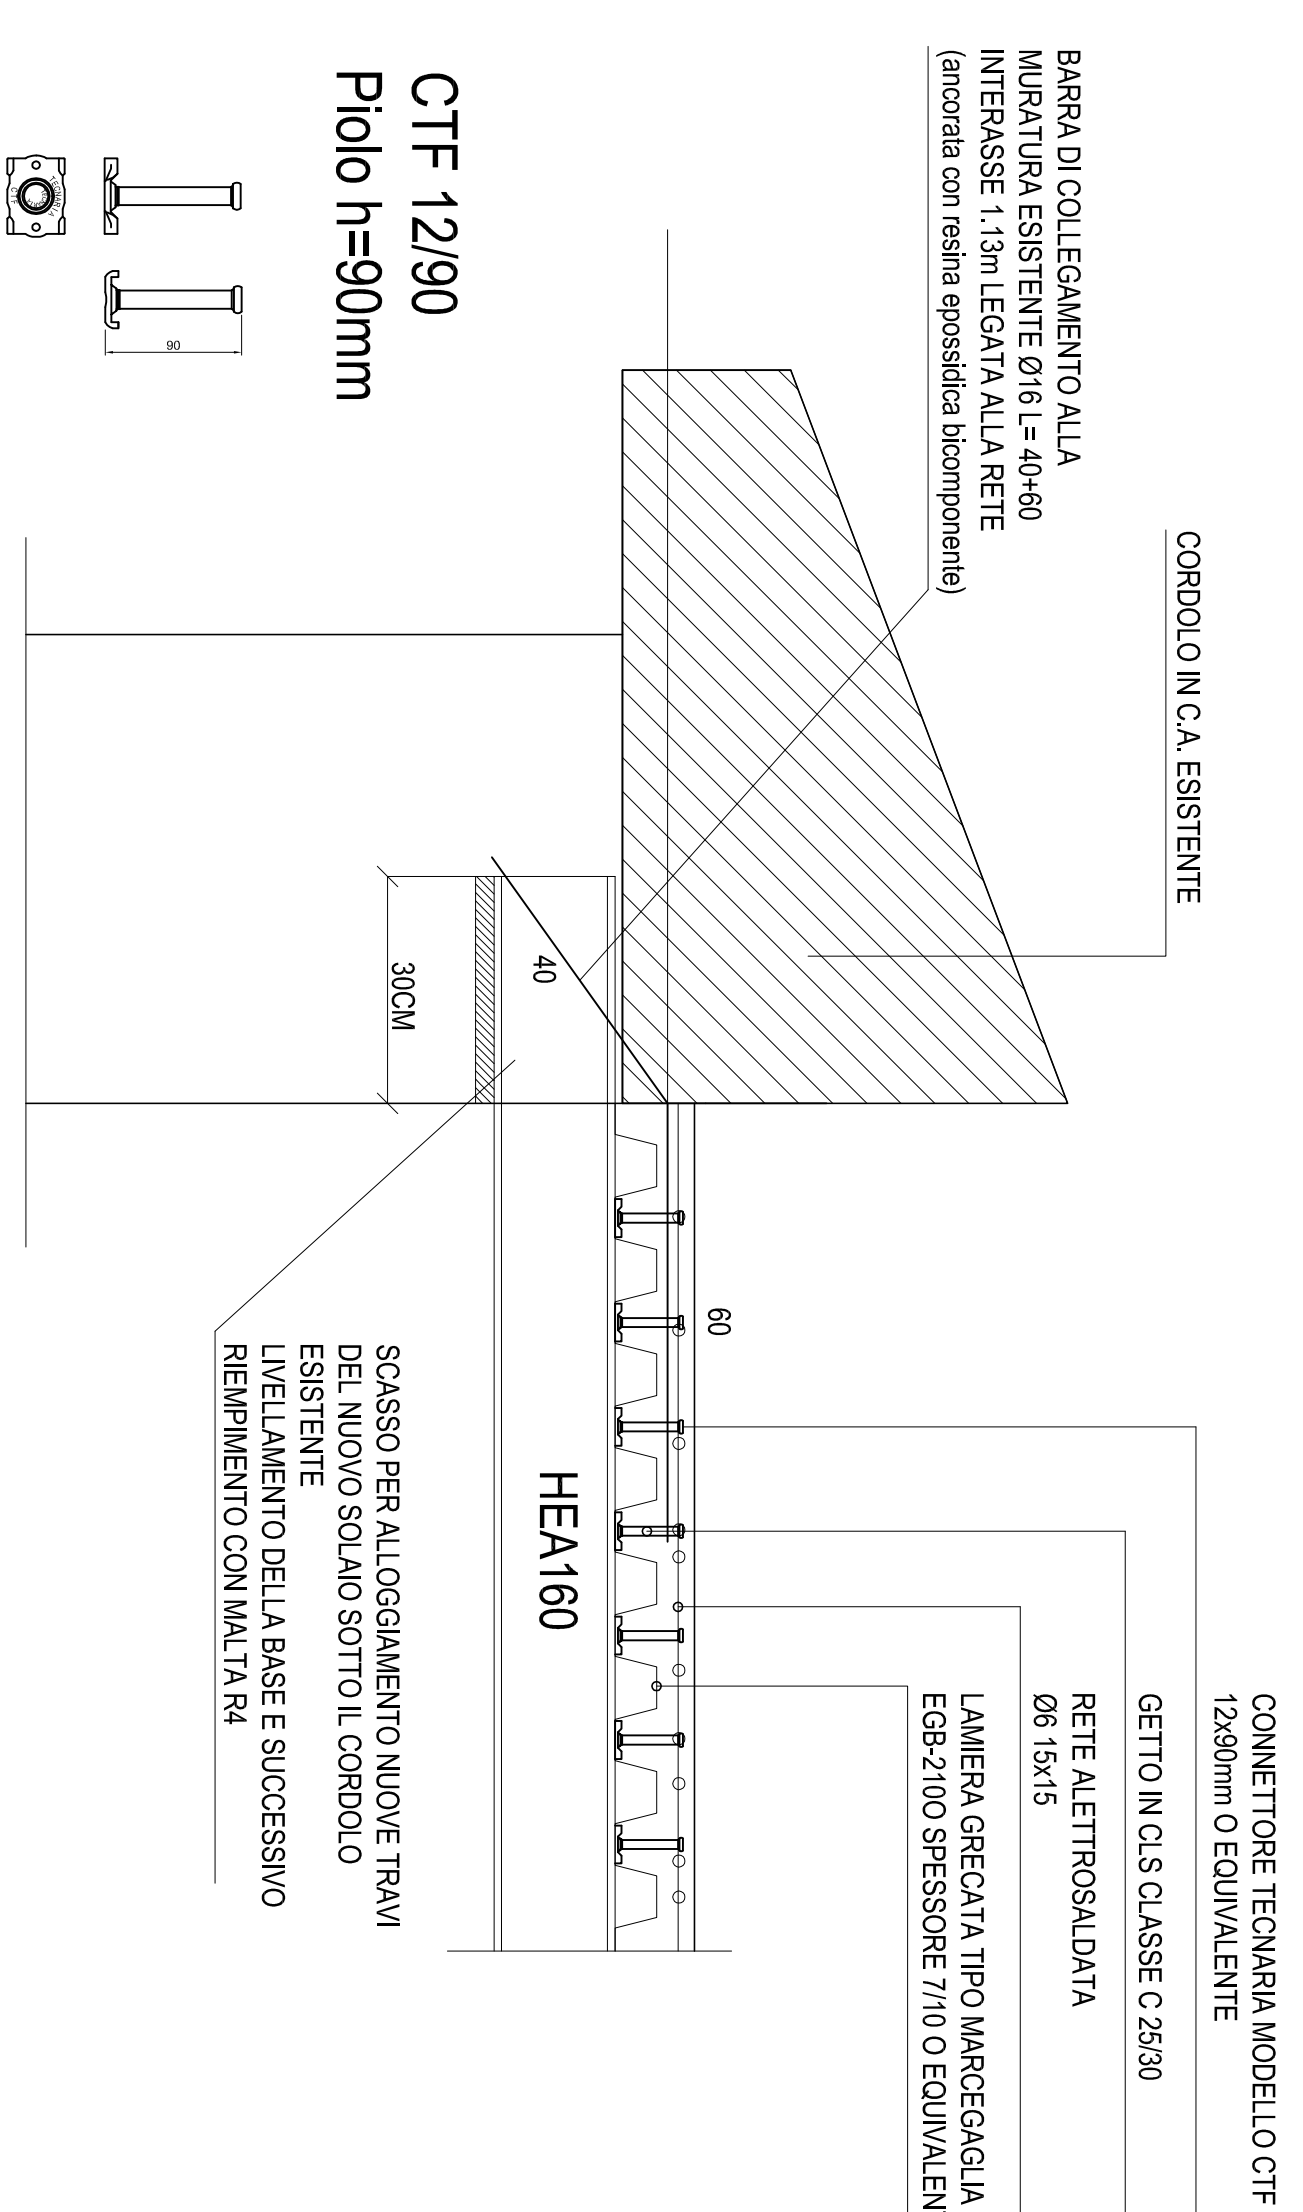 CONNETTORE TECNARIA MODELLO CTF
12x90mm O EQUIVALENTE
CORDOLO IN C.A. ESISTENTE
GETTO IN CLS CLASSE C 25/30
BARRA DI COLLEGAMENTO ALLA
MURATURA ESISTENTE Ø16 L= 40+60
INTERASSE 1.13m LEGATA ALLA RETE
(ancorata con resina epossidica bicomponente)
RETE ALETTROSALDATA
Ø6 15x15
LAMIERA GRECATA TIPO MARCEGAGLIA
EGB-210O SPESSORE 7/10 O EQUIVALEN
60
40
HEA160
CTF 12/90
Piolo h=90mm
30CM
SCASSO PER ALLOGGIAMENTO NUOVE TRAVI
DEL NUOVO SOLAIO SOTTO IL CORDOLO
ESISTENTE
LIVELLAMENTO DELLA BASE E SUCCESSIVO
RIEMPIMENTO CON MALTA R4
90
TECNARIA
CTF